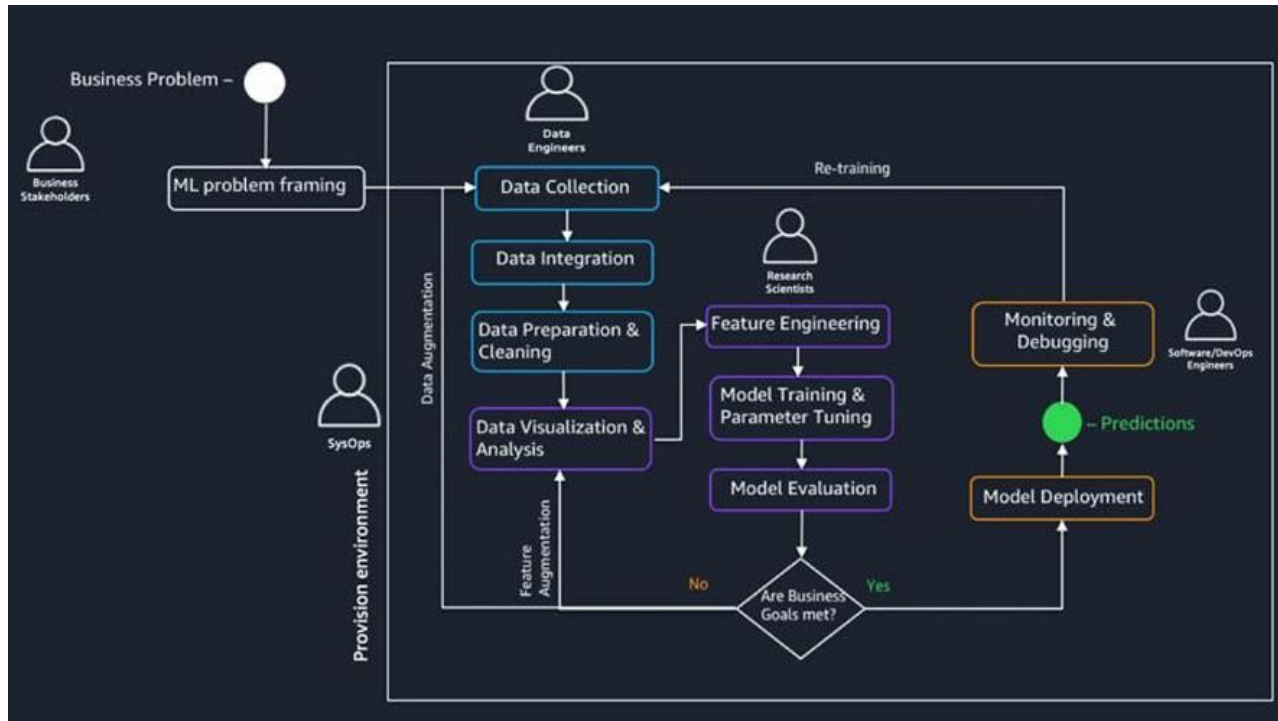 Business Problem –
Business
Stakeholders
ML problem framing
Data
Engineers
Data Collection
Re-training
Data Integration
Data Augmentation
Data Preparation &
Cleaning
Data Visualization &
Analysis
Research
Scientists
Feature Engineering
Model Training &
Parameter Tuning
Model Evaluation
Monitoring &
Debugging
Software/DevOps
Engineers
– Predictions
Model Deployment
SysOps
Provision environment
Feature
Augmentation
No
Are Business
Goals met?
Yes